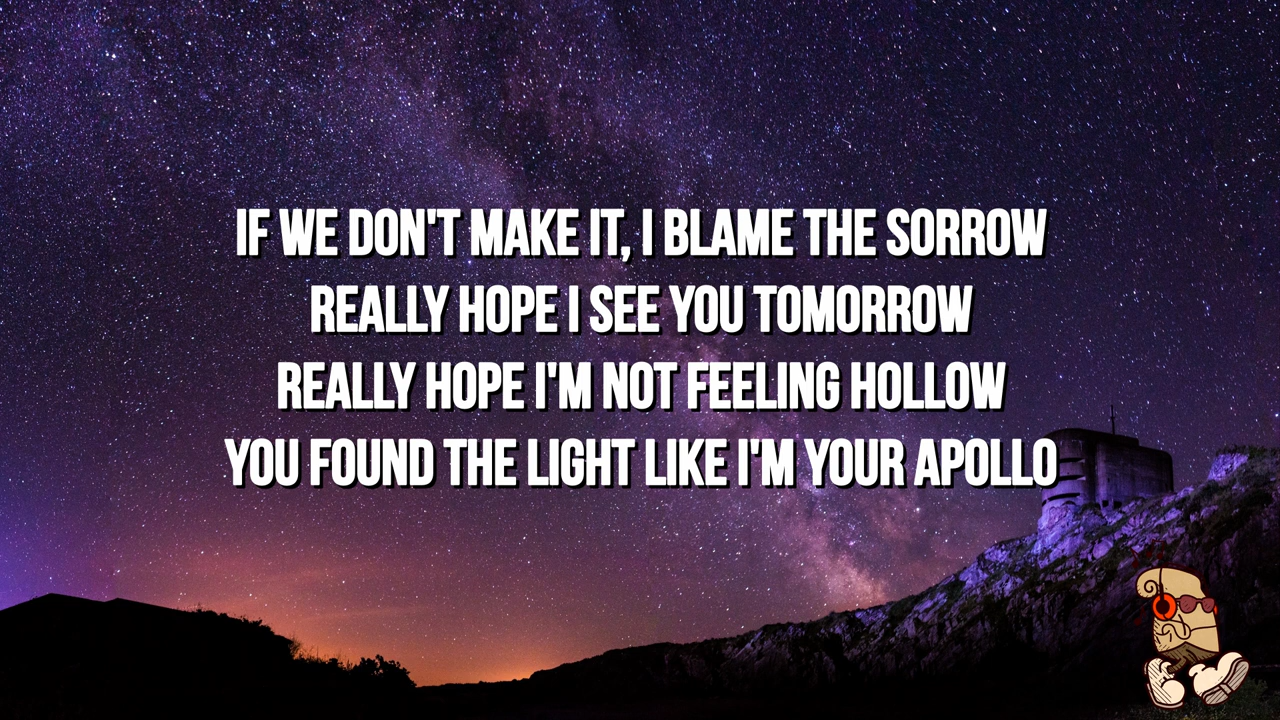 IF WE DON'T MAKE IT, I BLAME THE SORROW
REALLY HOPE I SEE YOU TOMORROW
REALLY HOPE I'M NOT FEELING HOLLOW
YOU FOUND THE LIGHT LIKE I'M YOUR APOLLO